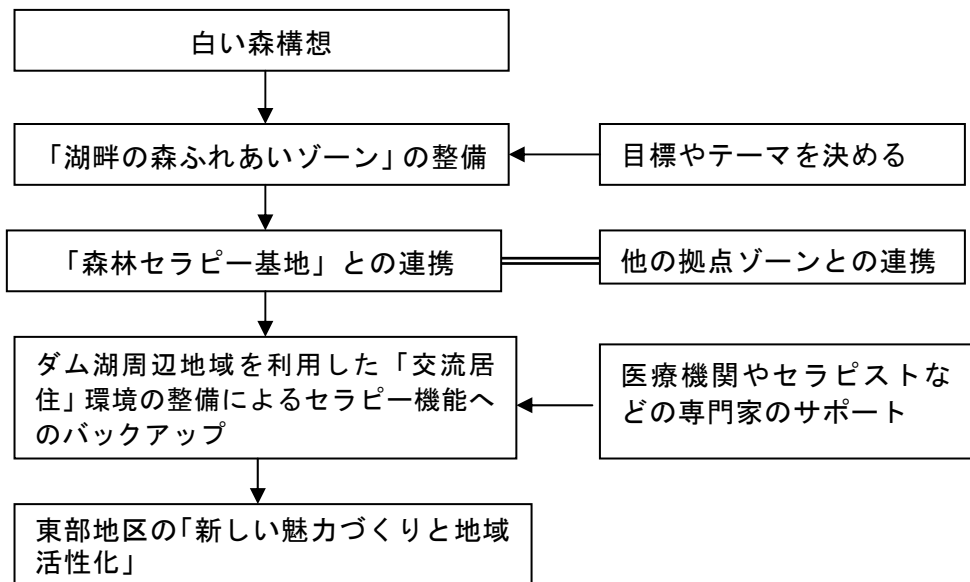 白い森構想
「湖畔の森ふれあいゾーン」の整備
目標やテーマを決める
「森林セラピー基地」との連携
他の拠点ゾーンとの連携
ダム湖周辺地域を利用した「交流居
住」環境の整備によるセラピー機能へ
のバックアップ
医療機関やセラピストな
どの専門家のサポート
東部地区の「新しい魅力づくりと地域
活性化」